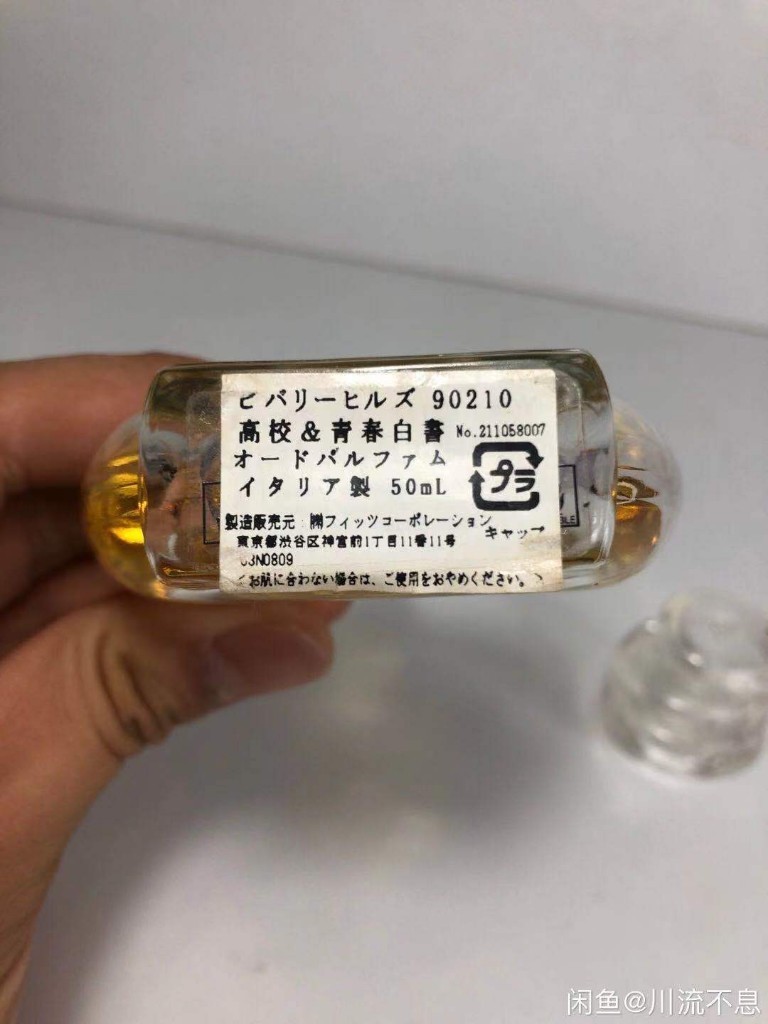 ビバリーヒルズ 90210
高校&青春白書 No.211058007
オードパルファム
イタリア製 50mL
プラ
製造販売元:㈱フィッツコーポレーション
キャップ
東京都渋谷区神宮前1丁目11番11号
03N0809
お肌に合わない場合は、ご使用をおやめください。
闲鱼@川流不息